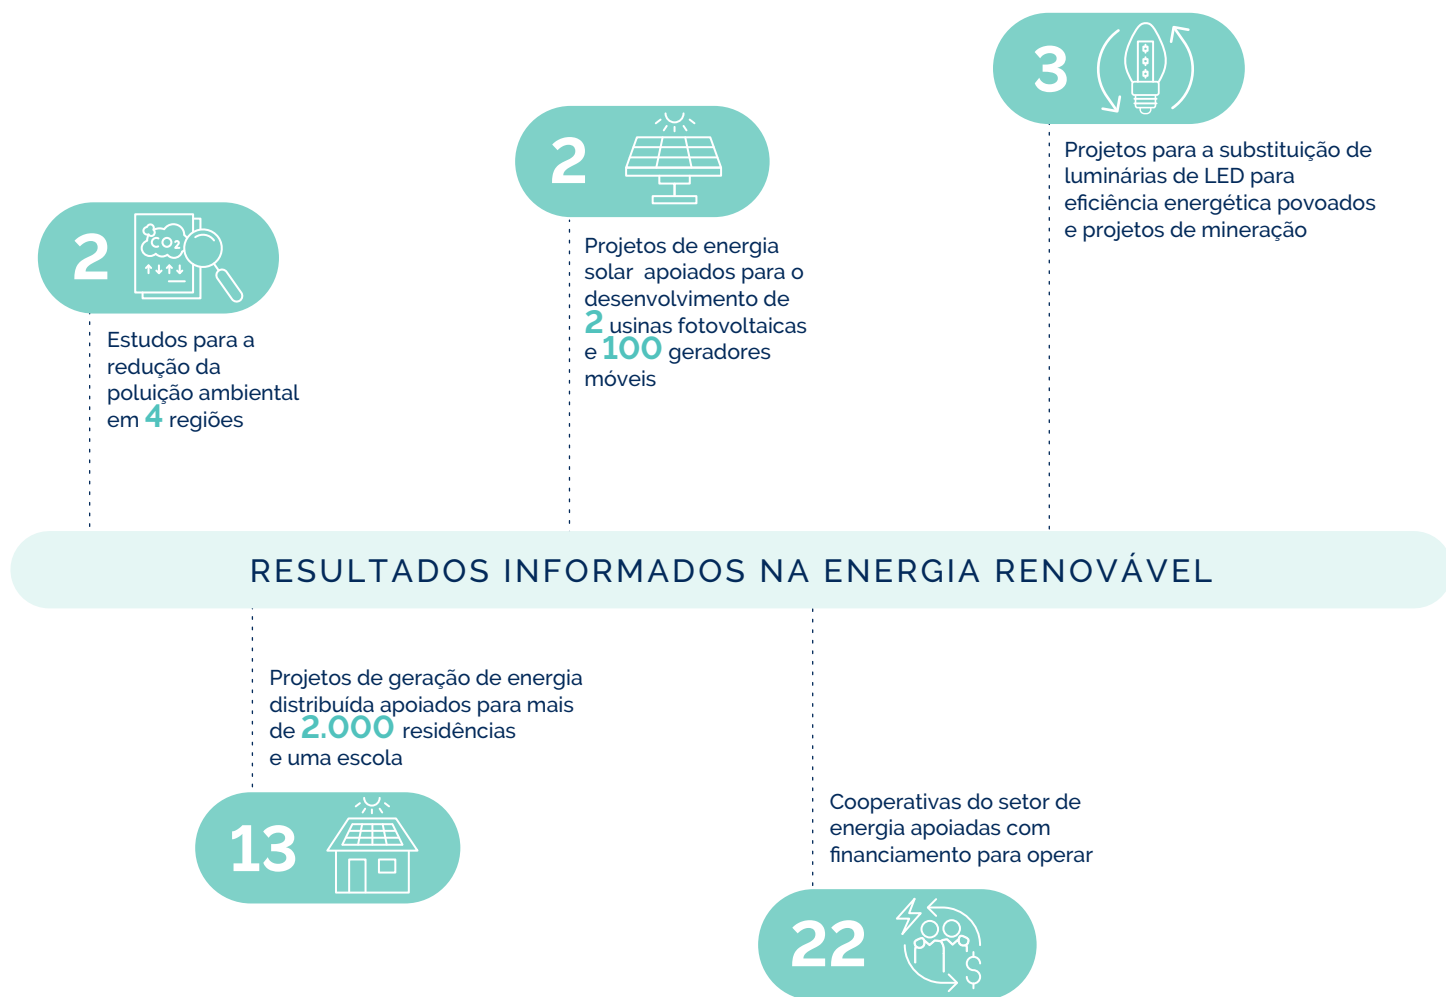 3
Projetos para a substituição de
luminárias de LED para
eficiência energética povoados
e projetos de mineração
2
Projetos de energia
solar apoiados para o
desenvolvimento de
2 usinas fotovoltaicas
e 100 geradores
móveis
2
CO2
Estudos para a
redução da
poluição ambiental
em 4 regiões
RESULTADOS INFORMADOS NA ENERGIA RENOVÁVEL
Projetos de geração de energia
distribuída apoiados para mais
de 2.000 residências
e uma escola
13
Cooperativas do setor de
energia apoiadas com
financiamento para operar
22
$